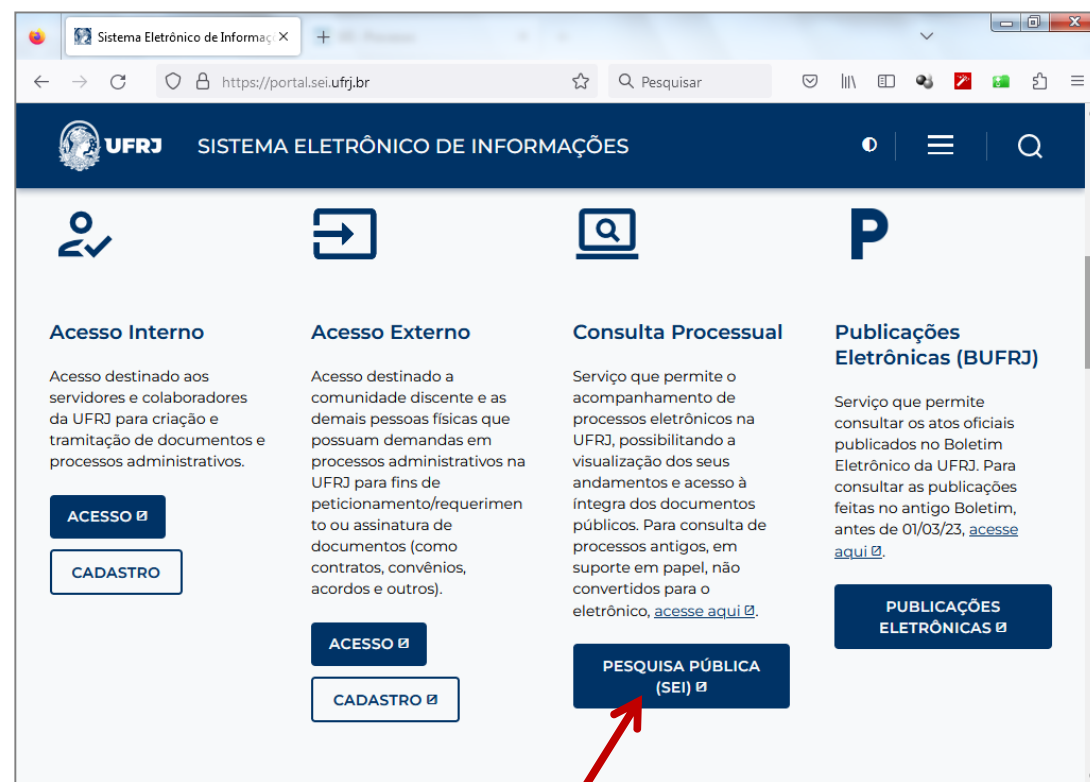 Sistema Eletrônico de Informaç
https://portal.sei.ufrj.br
Pesquisar
UFRJ
SISTEMA ELETRÔNICO DE INFORMAÇÕES
Acesso Interno
Acesso destinado aos
servidores e colaboradores
da UFRJ para criação e
tramitação de documentos e
processos administrativos.
ACESSO
CADASTRO
Acesso Externo
Acesso destinado a
comunidade discente e as
demais pessoas físicas que
possuam demandas em
processos administrativos na
UFRJ para fins de
peticionamento/requerimen
to ou assinatura de
documentos (como
contratos, convênios,
acordos e outros).
ACESSO
CADASTRO
Consulta Processual
Serviço que permite o
acompanhamento de
processos eletrônicos na
UFRJ, possibilitando a
visualização dos seus
andamentos e acesso à
íntegra dos documentos
públicos. Para consulta de
processos antigos, em
suporte em papel, não
convertidos para o
eletrônico, acesse aqui.
PESQUISA PÚBLICA
(SEI)
P
Publicações
Eletrônicas (BUFRJ)
Serviço que permite
consultar os atos oficiais
publicados no Boletim
Eletrônico da UFRJ. Para
consultar as publicações
feitas no antigo Boletim,
antes de 01/03/23, acesse
aqui.
PUBLICAÇÕES
ELETRÔNICAS